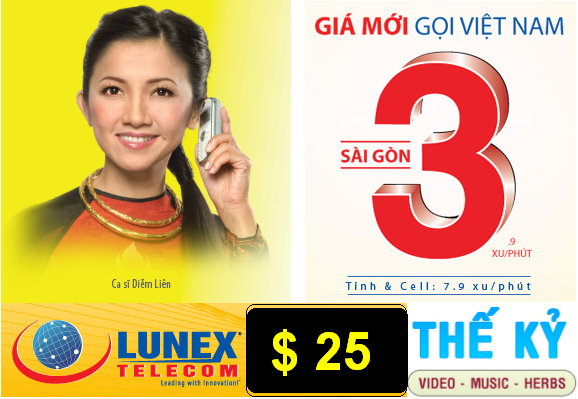 GIÁ MỚI GỌI VIỆT NAM
SÀI GÒN
3
.9
XU/PHÚT
Ca sĩ Diễm Liên
Tỉnh & Cell: 7.9 xu/phút
LUNEX
TELECOM
Leading with Innovation!
$ 25
THẾ KỶ
VIDEO - MUSIC - HERBS